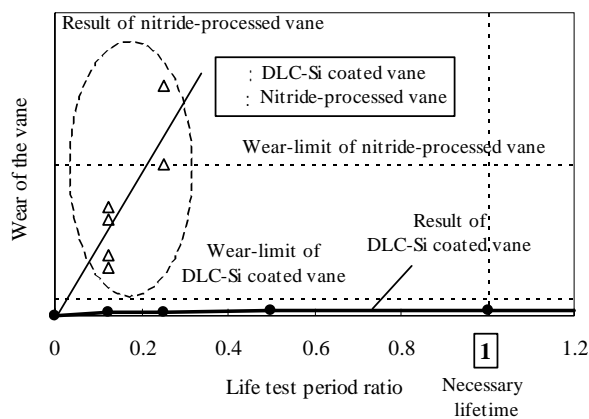 Result of nitride-processed vane
: DLC-Si coated vane
: Nitride-processed vane
Wear-limit of nitride-processed vane
Wear of the vane
Result of
DLC-Si coated vane
Wear-limit of
DLC-Si coated vane
0
0.2
0.4
0.6
0.8
1
1.2
Life test period ratio
Necessary
lifetime